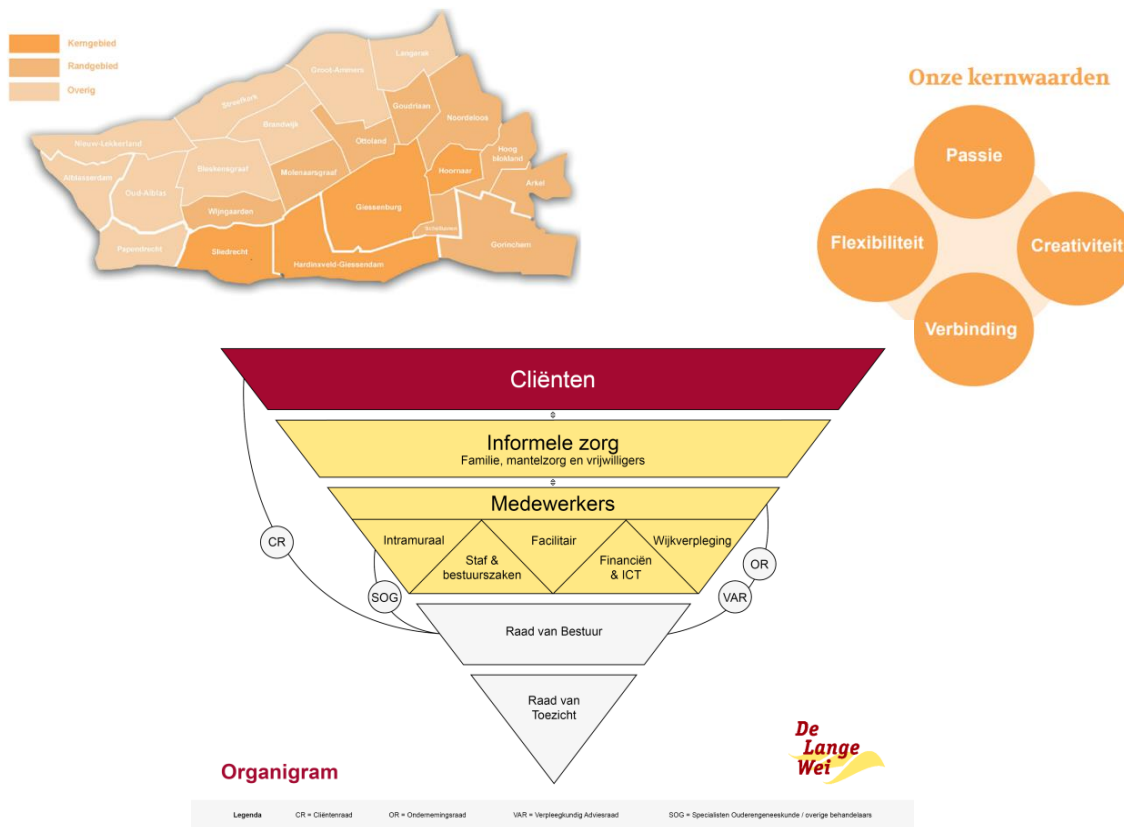 Kerngebied
Randgebied
Overig
Langerak
Groot-Ammers
Streefkerk
Goudriaan
Noordeloos
Brandwijk
Ottoland
Nieuw-Lekkerland
Hoog
blokland
Bleskensgraaf
Molenaarsgraaf
Hoornaar
Alblasserdam
Oud-Alblas
Arkel
Wijngaarden
Giessenburg
Schelluinen
Papendrecht
Sliedrecht
Gorinchem
Hardinxveld-Giessendam
Onze kernwaarden
Passie
Flexibiliteit
Creativiteit
Verbinding
Cliënten
Informele zorg
Familie, mantelzorg en vrijwilligers
Medewerkers
Intramuraal
Facilitair
Wijkverpleging
Staf &
bestuurszaken
Financiën
& ICT
CR
SOG
OR
VAR
Raad van Bestuur
Raad van
Toezicht
De
Lange
Wei
Organigram
Legenda CR = Cliëntenraad OR = Ondernemingsraad VAR = Verpleegkundig Adviesraad SOG = Specialisten Ouderengeneeskunde / overige behandelaars